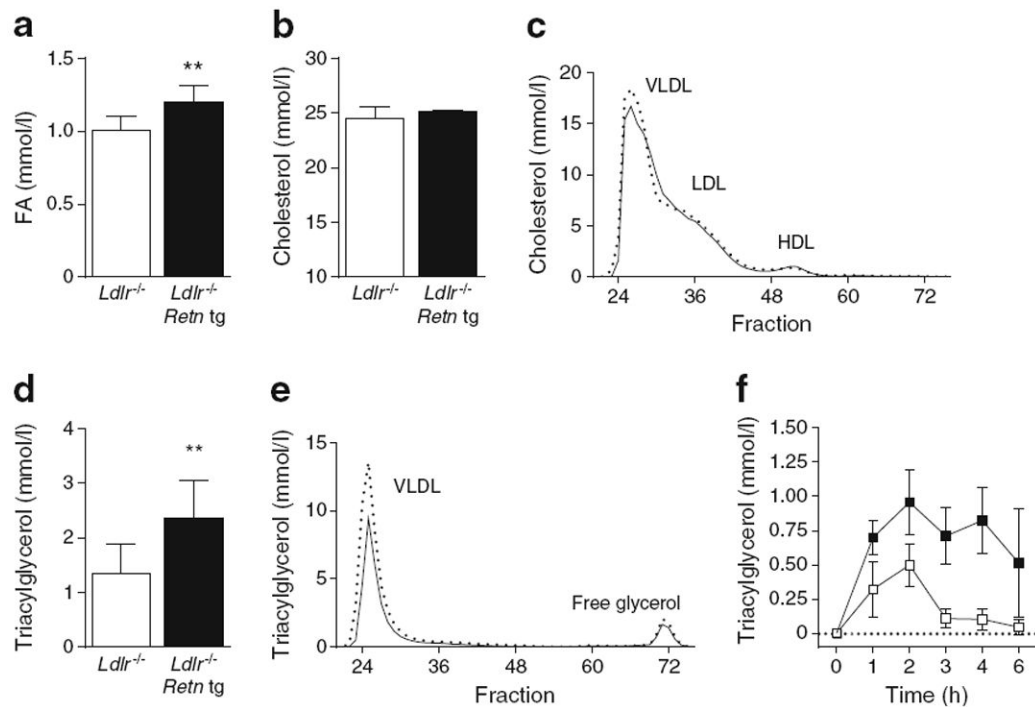 a
FA (mmol/l)
1.5
1.0
0.5
0
**
Ldlr-/-
Ldlr-/-
Retn tg
b
Cholesterol (mmol/l)
30
25
20
15
10
Ldlr-/-
Ldlr-/-
Retn tg
c
Cholesterol (mmol/l)
20
15
10
5
0
VLDL
LDL
HDL
24 36 48 60 72
Fraction
d
Triacylglycerol (mmol/l)
4
3
2
1
0
**
Ldlr-/-
Ldlr-/-
Retn tg
e
Triacylglycerol (mmol/l)
15
10
5
0
VLDL
Free glycerol
24 36 48 60 72
Fraction
f
Triacylglycerol (mmol/l)
1.50
1.25
1.00
0.75
0.50
0.25
0
0 1 2 3 4 6
Time (h)